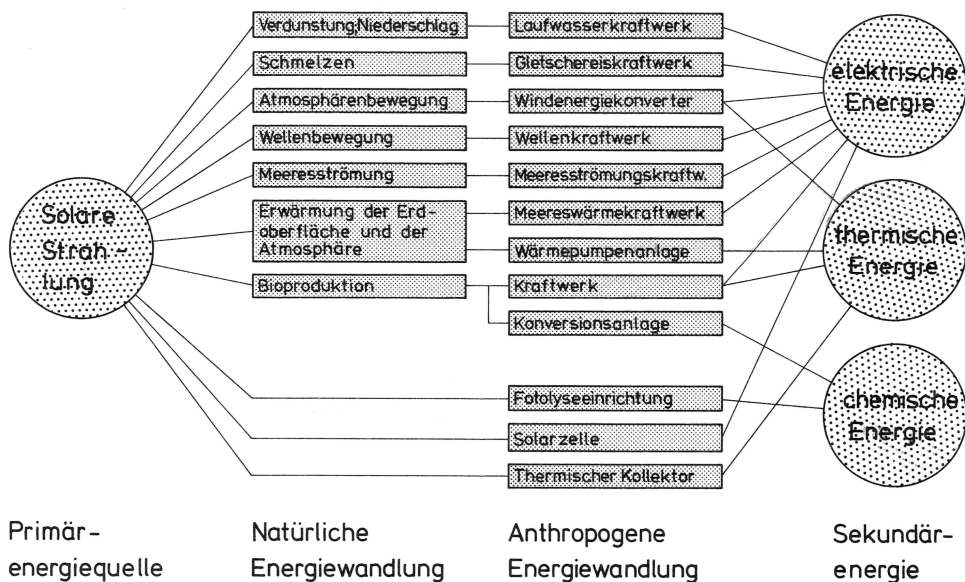 Solare
Strah-
lung
Verdunstung;Niederschlag
Schmelzen
Atmosphärenbewegung
Wellenbewegung
Meeresströmung
Erwärmung der Erd-
oberfläche und der
Atmosphäre
Bioproduktion
Laufwasserkraftwerk
Gletschereiskraftwerk
Windenergiekonverter
Wellenkraftwerk
Meeresströmungskraftw.
Meereswärmekraftwerk
Wärmepumpenanlage
Kraftwerk
Konversionsanlage
Fotolyseeinrichtung
Solarzelle
Thermischer Kollektor
elektrische
Energie
thermische
Energie
chemische
Energie
Primär-
energiequelle
Natürliche
Energiewandlung
Anthropogene
Energiewandlung
Sekundär-
energie